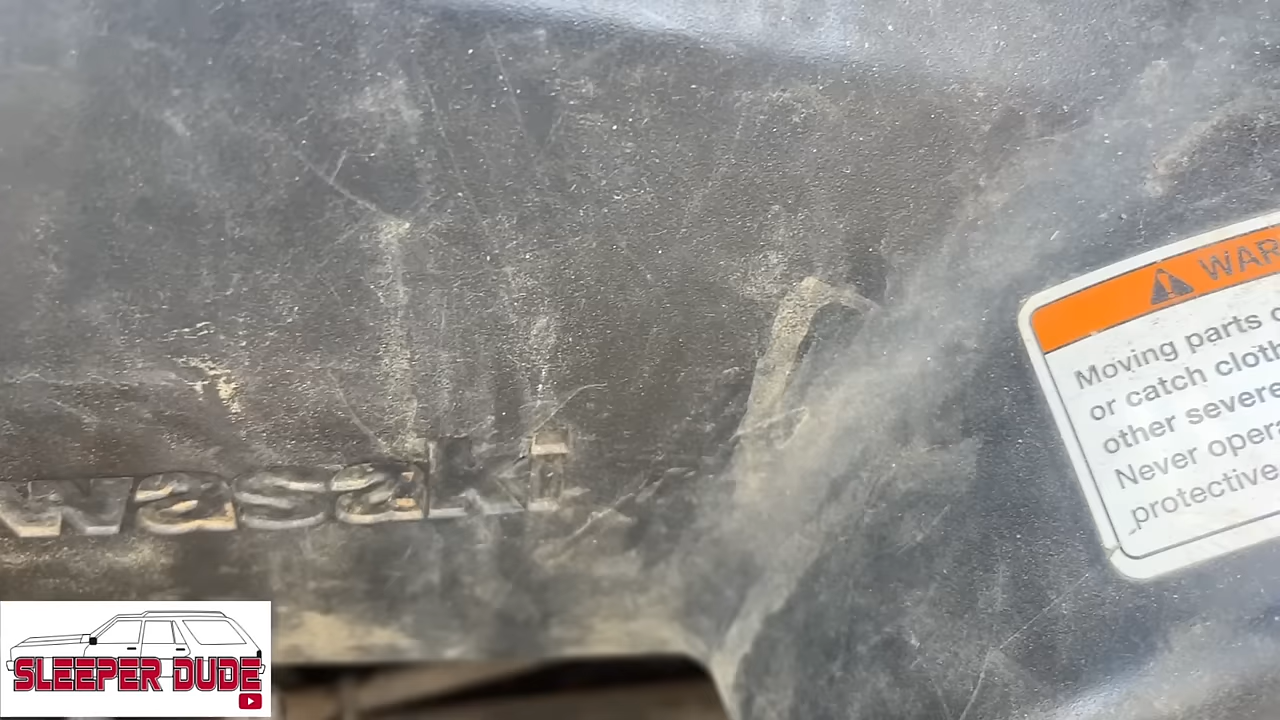 wasaki
WAR
Moving parts
or catch cloth
other severe
Never opera
protective
SLEEPER DUDE